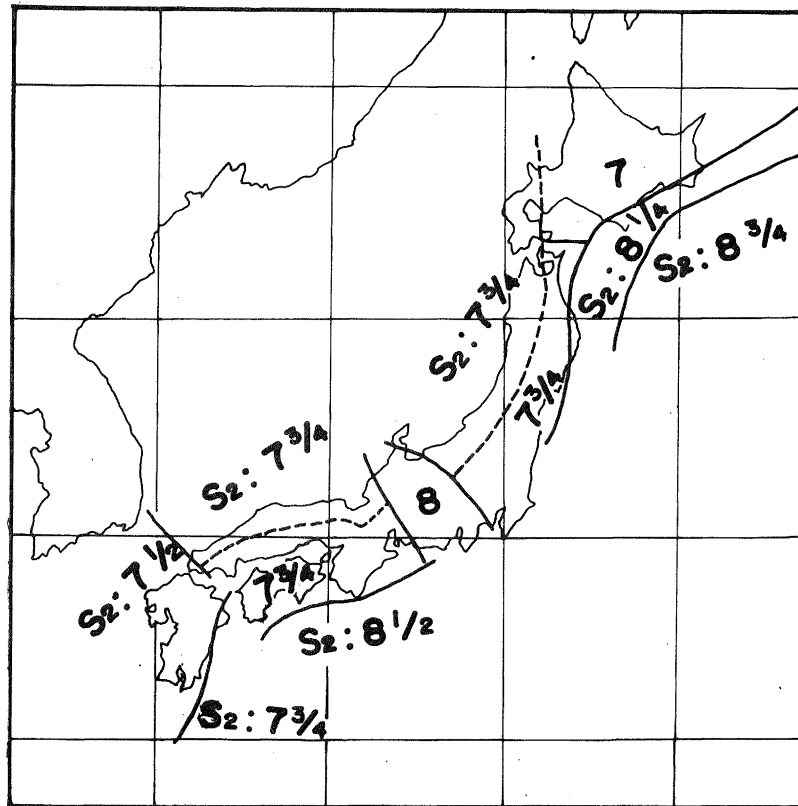 7
S2: 8 1/4
S2: 8 3/4
S2: 7 3/4
7 3/4
S2: 7 3/4
8
S2: 7 1/2
7 3/4
S2: 8 1/2
S2: 7 3/4